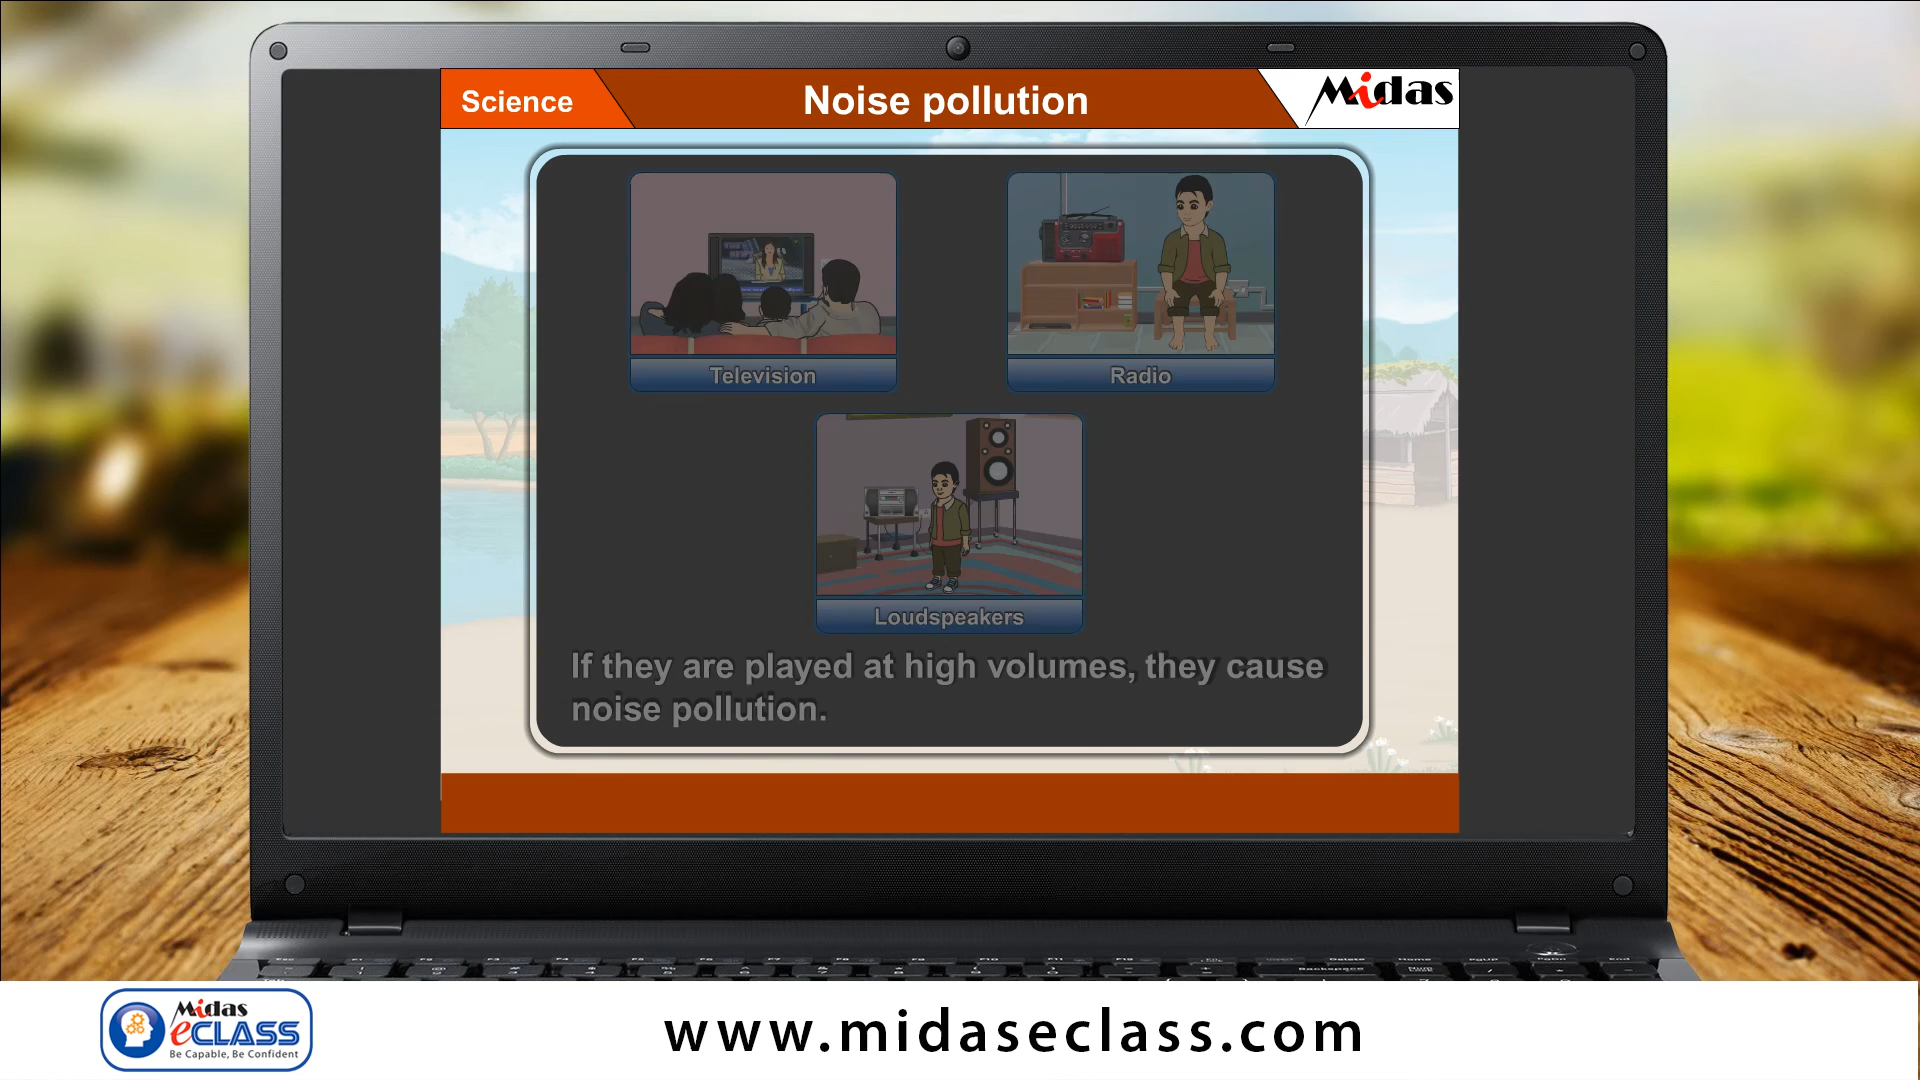 Science
Noise pollution
Midas
Television
Radio
Loudspeakers
If they are played at high volumes, they cause
noise pollution.
Backspace
Midas
eCLASS
Be Capable, Be Confident
www.midaseclass.com